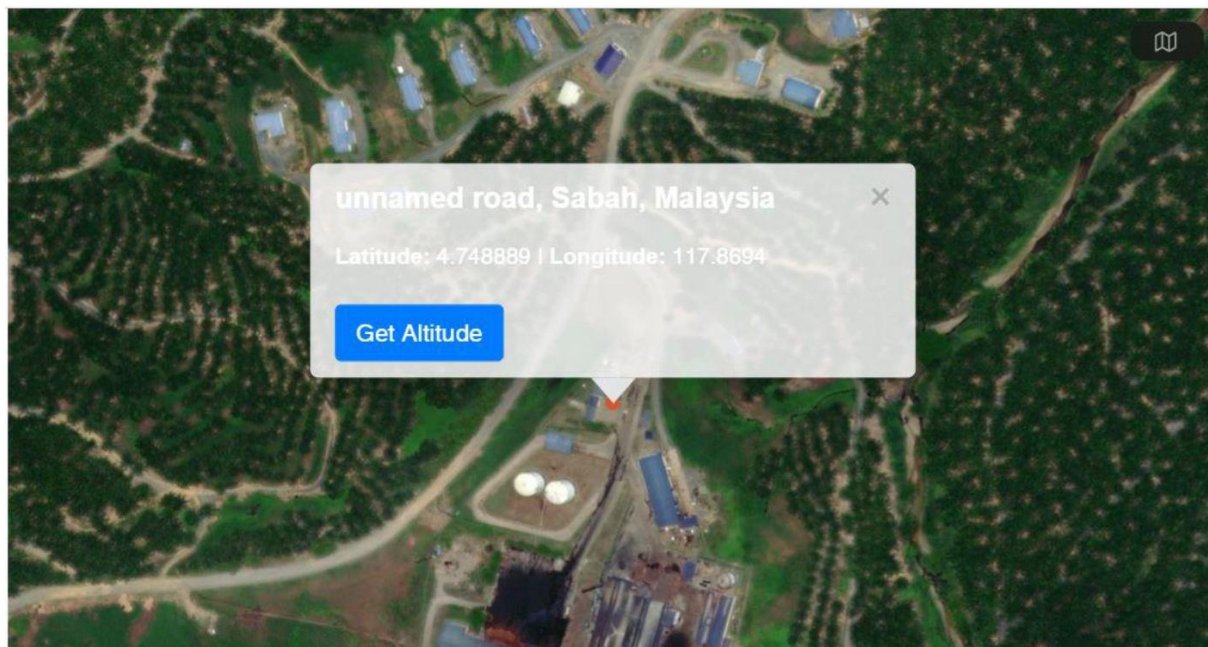 unnamed road, Sabah, Malaysia
×
Latitude: 4.748889 | Longitude: 117.8694
Get Altitude